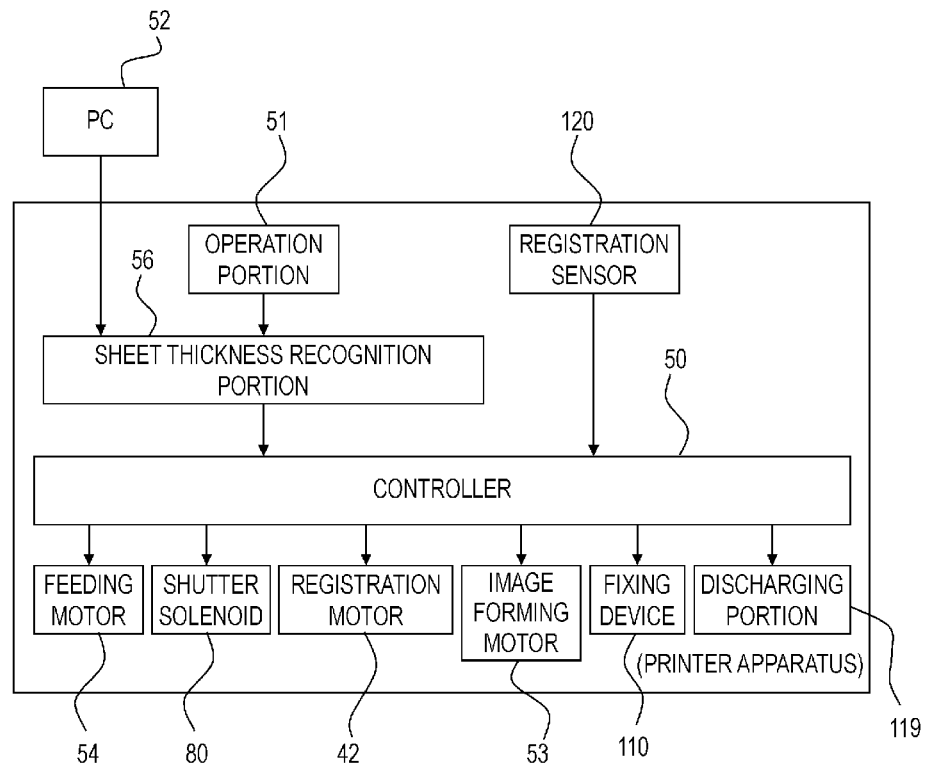 52
PC
51
120
OPERATION
PORTION
REGISTRATION
SENSOR
56
SHEET THICKNESS RECOGNITION
PORTION
50
CONTROLLER
FEEDING
MOTOR
SHUTTER
SOLENOID
REGISTRATION
MOTOR
IMAGE
FORMING
MOTOR
FIXING
DEVICE
DISCHARGING
PORTION
(PRINTER APPARATUS)
54
80
42
53
110
119